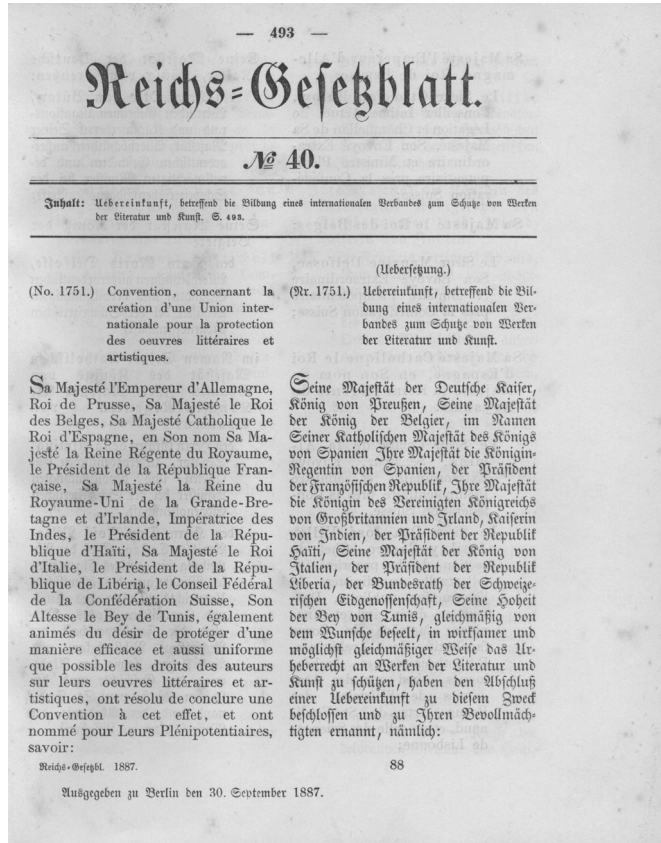 — 493 —
Reichs-Gesetzblatt.
№ 40.
Inhalt: Uebereinkunft, betreffend die Bildung eines internationalen Verbandes zum Schutze von Werken
der Literatur und Kunst. S. 493.
(No. 1751.) Convention, concernant la
création d'une Union inter-
nationale pour la protection
des oeuvres littéraires et
artistiques.
Sa Majesté l'Empereur d'Allemagne,
Roi de Prusse, Sa Majesté le Roi
des Belges, Sa Majesté Catholique le
Roi d'Espagne, en Son nom Sa Ma-
jesté la Reine Régente du Royaume,
le Président de la République Fran-
çaise, Sa Majesté la Reine du
Royaume-Uni de la Grande-Bre-
tagne et d'Irlande, Impératrice des
Indes, le Président de la Répu-
blique d'Haïti, Sa Majesté le Roi
d'Italie, le Président de la Répu-
blique de Libéria, le Conseil Fédéral
de la Confédération Suisse, Son
Altesse le Bey de Tunis, également
animés du désir de protéger d'une
manière efficace et aussi uniforme
que possible les droits des auteurs
sur leurs oeuvres littéraires et ar-
tistiques, ont résolu de conclure une
Convention à cet effet, et ont
nommé pour Leurs Plénipotentiaires,
savoir:
(Uebersetzung.)
(Nr. 1751.) Uebereinkunft, betreffend die Bil-
dung eines internationalen Ver-
bandes zum Schutze von Werken
der Literatur und Kunst.
Seine Majestät der Deutsche Kaiser,
König von Preußen, Seine Majestät
der König der Belgier, im Namen
Seiner Katholischen Majestät des Königs
von Spanien Ihre Majestät die Königin-
Regentin von Spanien, der Präsident
der Französischen Republik, Ihre Majestät
die Königin des Vereinigten Königreichs
von Großbritannien und Irland, Kaiserin
von Indien, der Präsident der Republik
Haïti, Seine Majestät der König von
Italien, der Präsident der Republik
Liberia, der Bundesrath der Schweize-
rischen Eidgenossenschaft, Seine Hoheit
der Bey von Tunis, gleichmäßig von
dem Wunsche beseelt, in wirksamer und
möglichst gleichmäßiger Weise das Ur-
heberrecht an Werken der Literatur und
Kunst zu schützen, haben den Abschluß
einer Uebereinkunft zu diesem Zweck
beschlossen und zu Ihren Bevollmäch-
tigten ernannt, nämlich:
Reichs-Gesetzbl. 1887.
88
Ausgegeben zu Berlin den 30. September 1887.